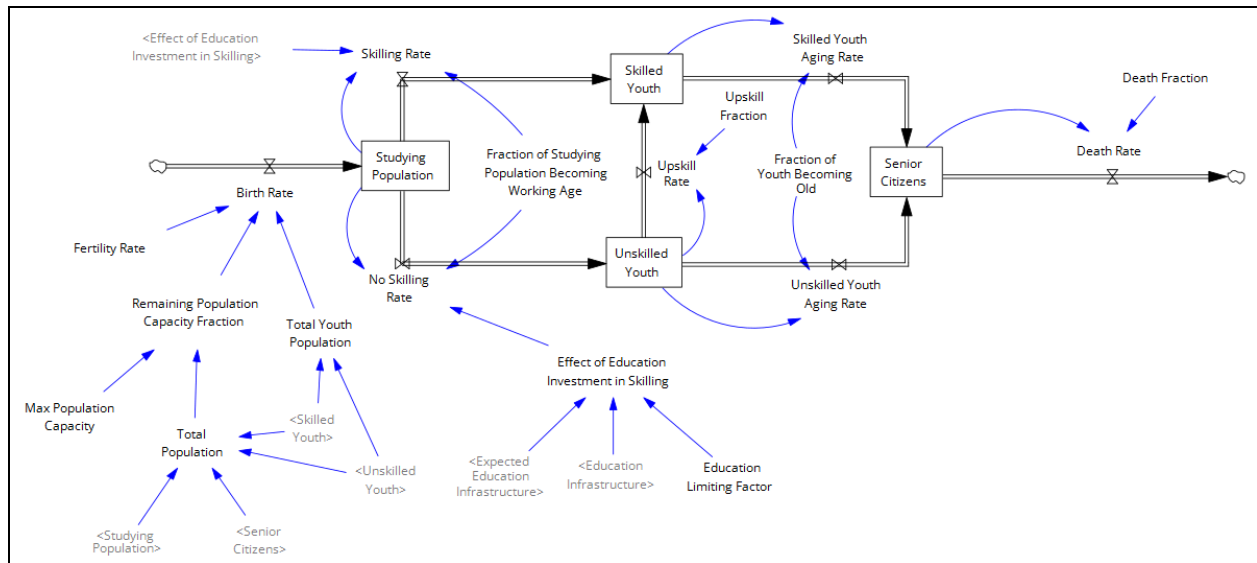 <Effect of Education
Investment in Skilling>
Skilling Rate
Skilled
Youth
Skilled Youth
Aging Rate
Death Fraction
Upskill
Fraction
Studying
Population
Fraction of Studying
Population Becoming
Working Age
Upskill
Rate
Fraction of
Youth Becoming
Old
Senior
Citizens
Death Rate
Birth Rate
Fertility Rate
No Skilling
Rate
Unskilled
Youth
Unskilled Youth
Aging Rate
Remaining Population
Capacity Fraction
Total Youth
Population
Effect of Education
Investment in Skilling
Max Population
Capacity
<Skilled
Youth>
Total
Population
<Unskilled
Youth>
<Expected
Education
Infrastructure>
<Education
Infrastructure>
Education
Limiting Factor
<Studying
Population>
<Senior
Citizens>